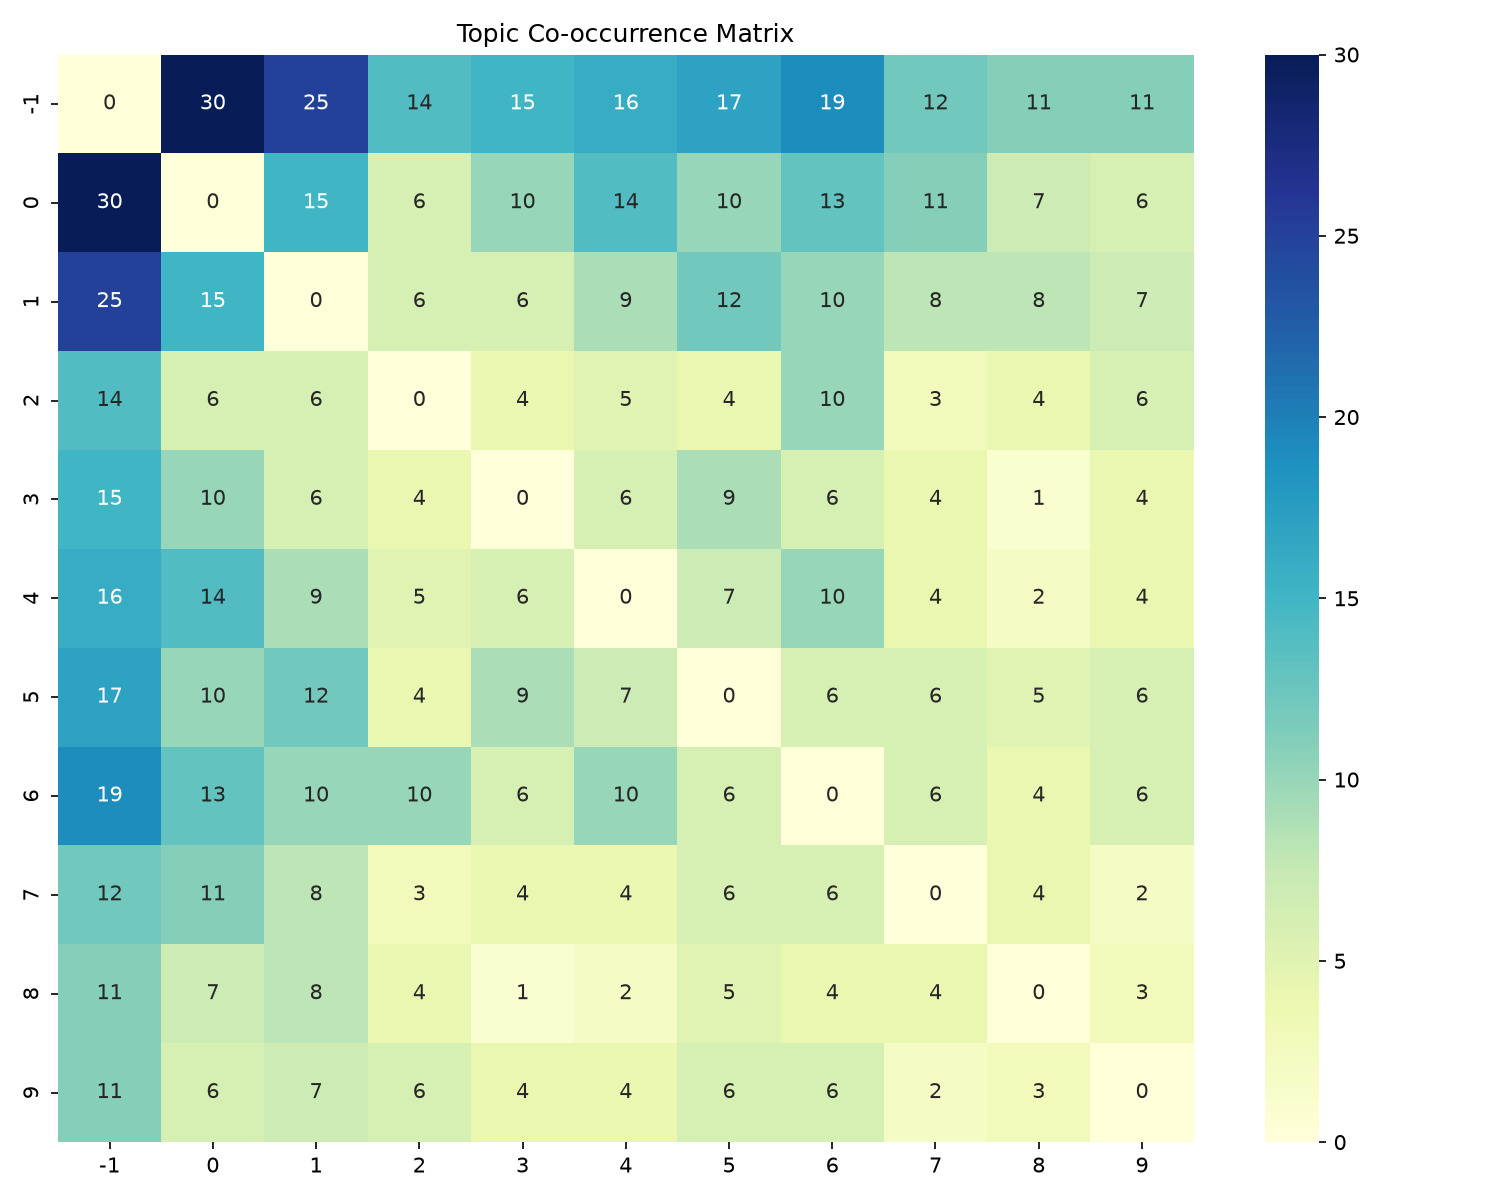 Topic Co-occurrence Matrix
-1 0 30 25 14 15 16 17 19 12 11 11
0 30 0 15 6 10 14 10 13 11 7 6
1 25 15 0 6 6 9 12 10 8 8 7
2 14 6 6 0 4 5 4 10 3 4 6
3 15 10 6 4 0 6 9 6 4 1 4
4 16 14 9 5 6 0 7 10 4 2 4
5 17 10 12 4 9 7 0 6 6 5 6
6 19 13 10 10 6 10 6 0 6 4 6
7 12 11 8 3 4 4 6 6 0 4 2
8 11 7 8 4 1 2 5 4 4 0 3
9 11 6 7 6 4 4 6 6 2 3 0
-1 0 1 2 3 4 5 6 7 8 9
30
25
20
15
10
5
0